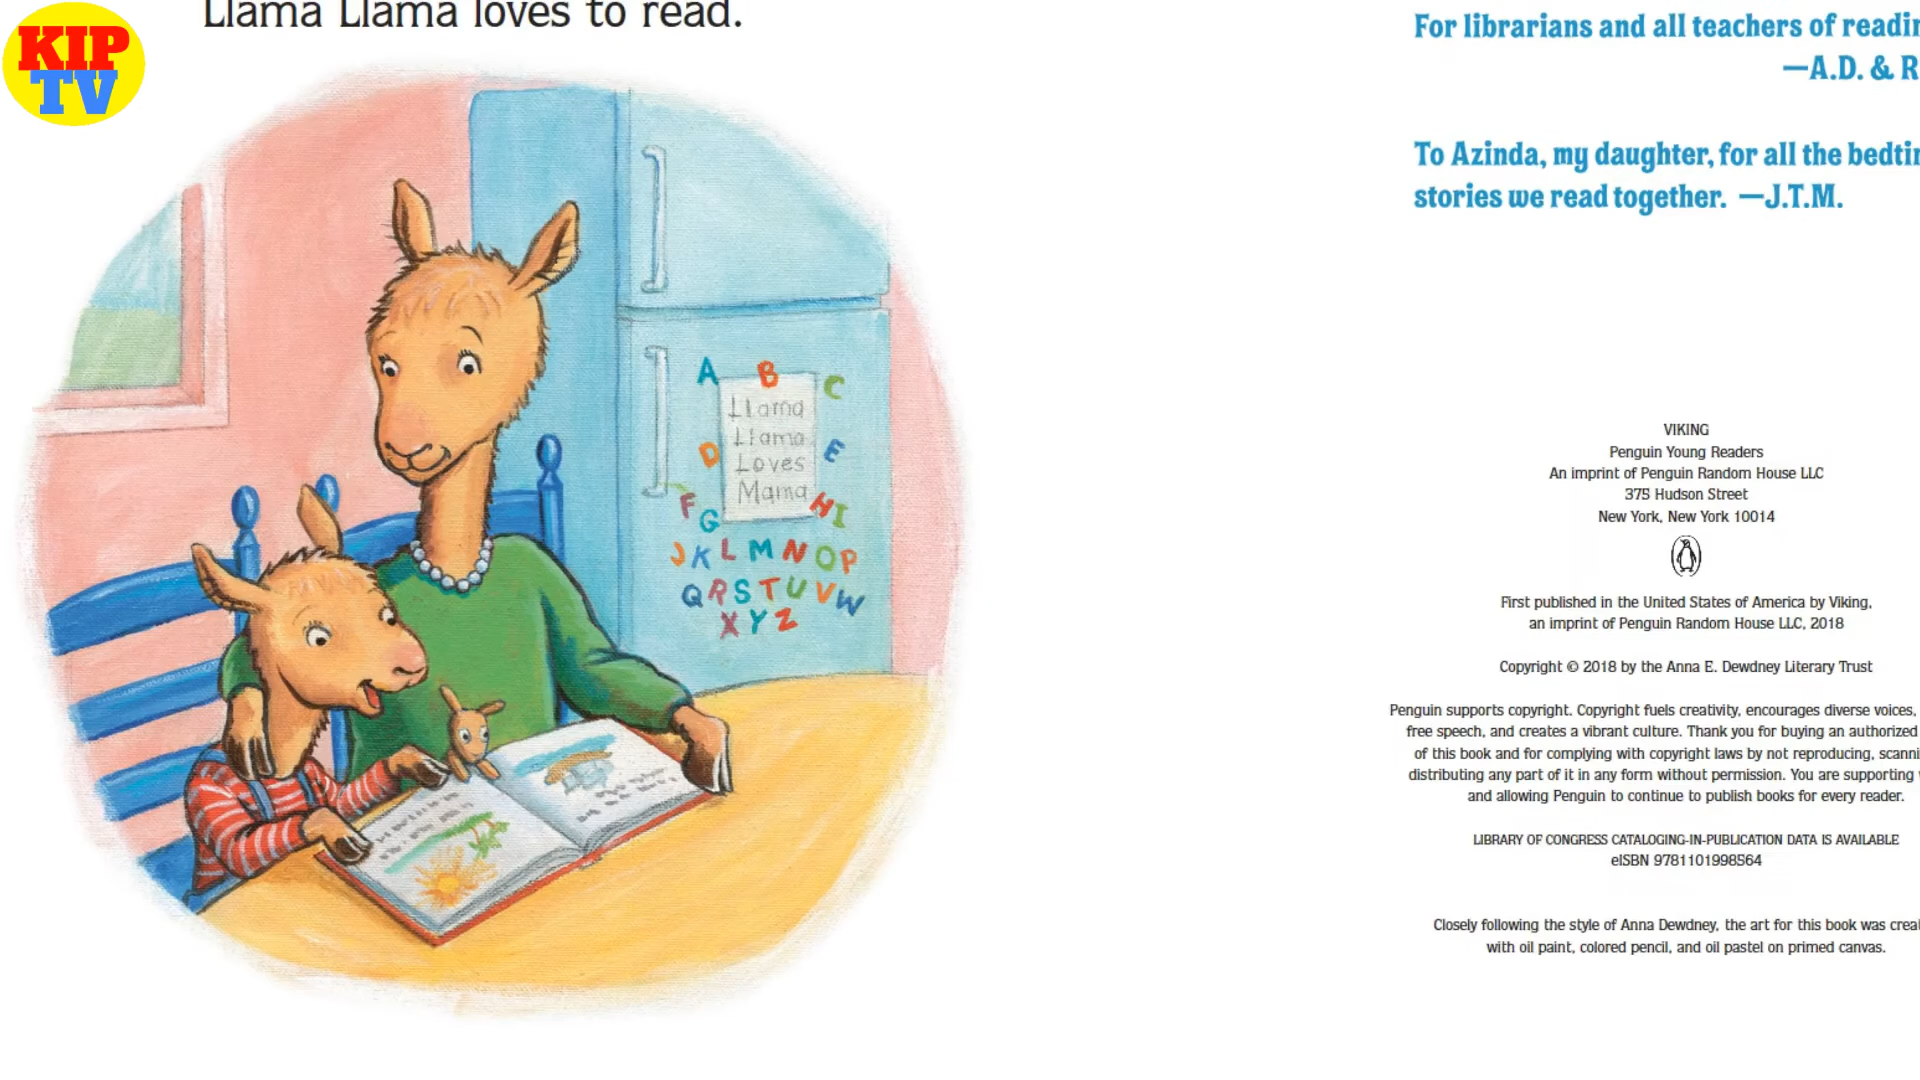 KIP
TV
Llama Llama loves to read.
A B C
Llama
Llama
D E
Loves
Mama
F G H I
J K L M N O P
Q R S T U V W
X Y Z
For librarians and all teachers of
—A.D. &
To Azinda, my daughter, for all the
stories we read together. —J.T.M.
VIKING
Penguin Young Readers
An imprint of Penguin Random House LLC
375 Hudson Street
New York, New York 10014
First published in the United States of America by Viking,
an imprint of Penguin Random House LLC, 2018
Copyright © 2018 by the Anna E. Dewdney Literary Trust
Penguin supports copyright. Copyright fuels creativity, encourages diverse voices,
free speech, and creates a vibrant culture. Thank you for buying an authorized
of this book and for complying with copyright laws by not reproducing,
distributing any part of it in any form without permission. You are supporting
and allowing Penguin to continue to publish books for every reader.
LIBRARY OF CONGRESS CATALOGING-IN-PUBLICATION DATA IS AVAILABLE
eISBN 9781101998564
Closely following the style of Anna Dewdney, the art for this book was
with oil paint, colored pencil, and oil pastel on primed canvas.